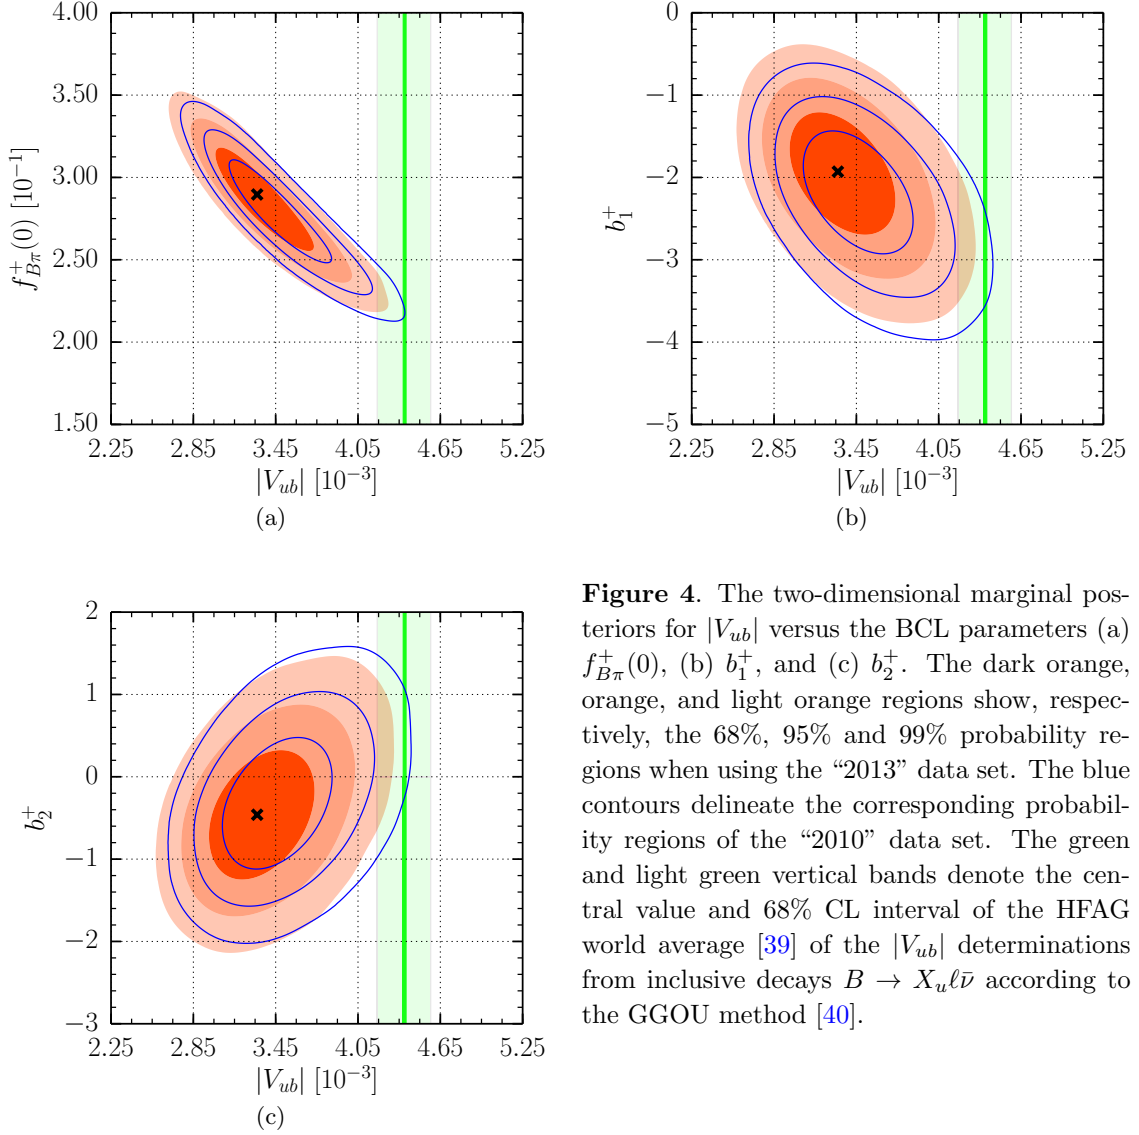 4.00
3.50
3.00
2.50
2.00
1.50
f⁺_{Bπ}(0) [10⁻¹]
2.25 2.85 3.45 4.05 4.65 5.25
|V_{ub}| [10⁻³]
(a)
0
−1
−2
−3
−4
−5
b₁⁺
2.25 2.85 3.45 4.05 4.65 5.25
|V_{ub}| [10⁻³]
(b)
2
1
0
−1
−2
−3
b₂⁺
2.25 2.85 3.45 4.05 4.65 5.25
|V_{ub}| [10⁻³]
(c)
Figure 4. The two-dimensional marginal pos-
teriors for |V_{ub}| versus the BCL parameters (a)
f⁺_{Bπ}(0), (b) b₁⁺, and (c) b₂⁺. The dark orange,
orange, and light orange regions show, respec-
tively, the 68%, 95% and 99% probability re-
gions when using the “2013” data set. The blue
contours delineate the corresponding probabil-
ity regions of the “2010” data set. The green
and light green vertical bands denote the cen-
tral value and 68% CL interval of the HFAG
world average [39] of the |V_{ub}| determinations
from inclusive decays B → X_uℓν̄ according to
the GGOU method [40].